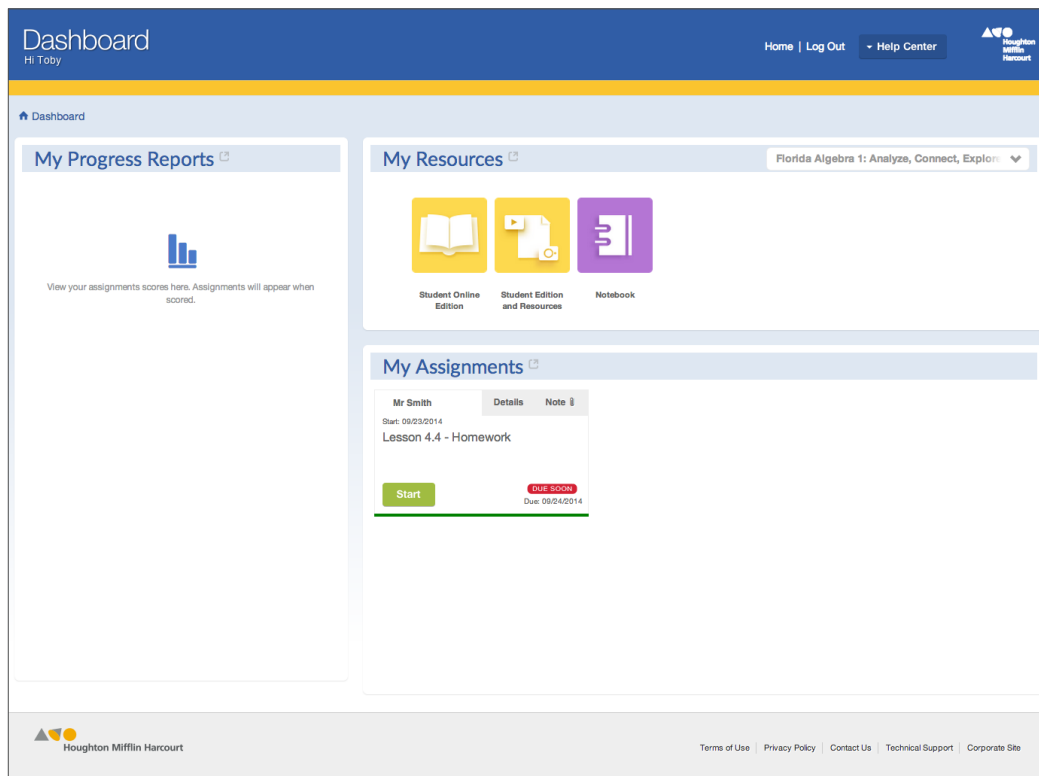 Dashboard
Hi Toby
Home | Log Out
Help Center
Houghton
Mifflin
Harcourt
Dashboard
My Progress Reports
View your assignments scores here. Assignments will appear when
scored.
My Resources
Florida Algebra 1: Analyze, Connect, Explor
Student Online
Edition
Student Edition
and Resources
Notebook
My Assignments
Mr Smith
Details
Note
Start: 09/23/2014
Lesson 4.4 - Homework
Start
DUE SOON
Due: 09/24/2014
Houghton Mifflin Harcourt
Terms of Use | Privacy Policy | Contact Us | Technical Support | Corporate Site